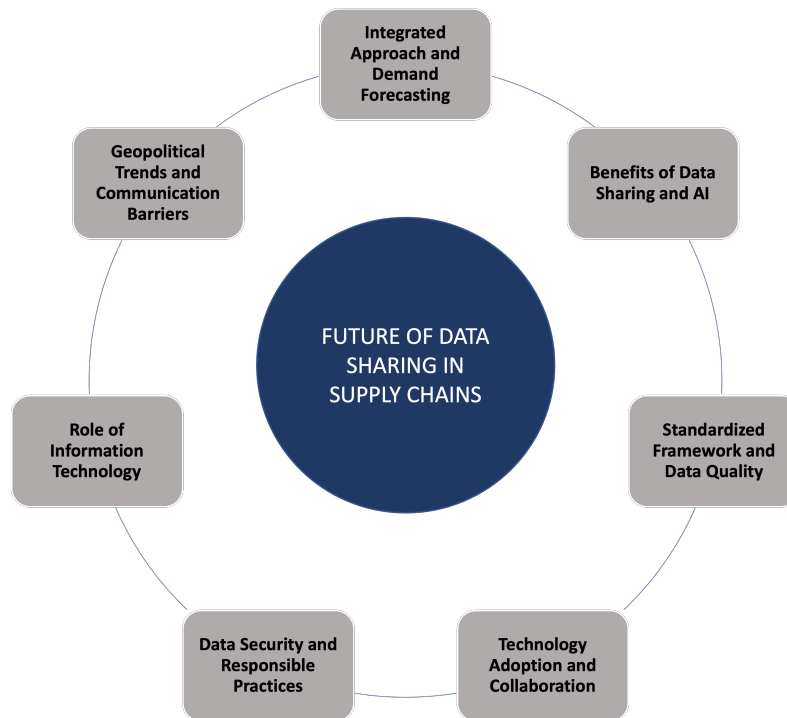 Integrated
Approach and
Demand
Forecasting
Geopolitical
Trends and
Communication
Barriers
Benefits of Data
Sharing and AI
FUTURE OF DATA
SHARING IN
SUPPLY CHAINS
Role of
Information
Technology
Standardized
Framework and
Data Quality
Data Security and
Responsible
Practices
Technology
Adoption and
Collaboration